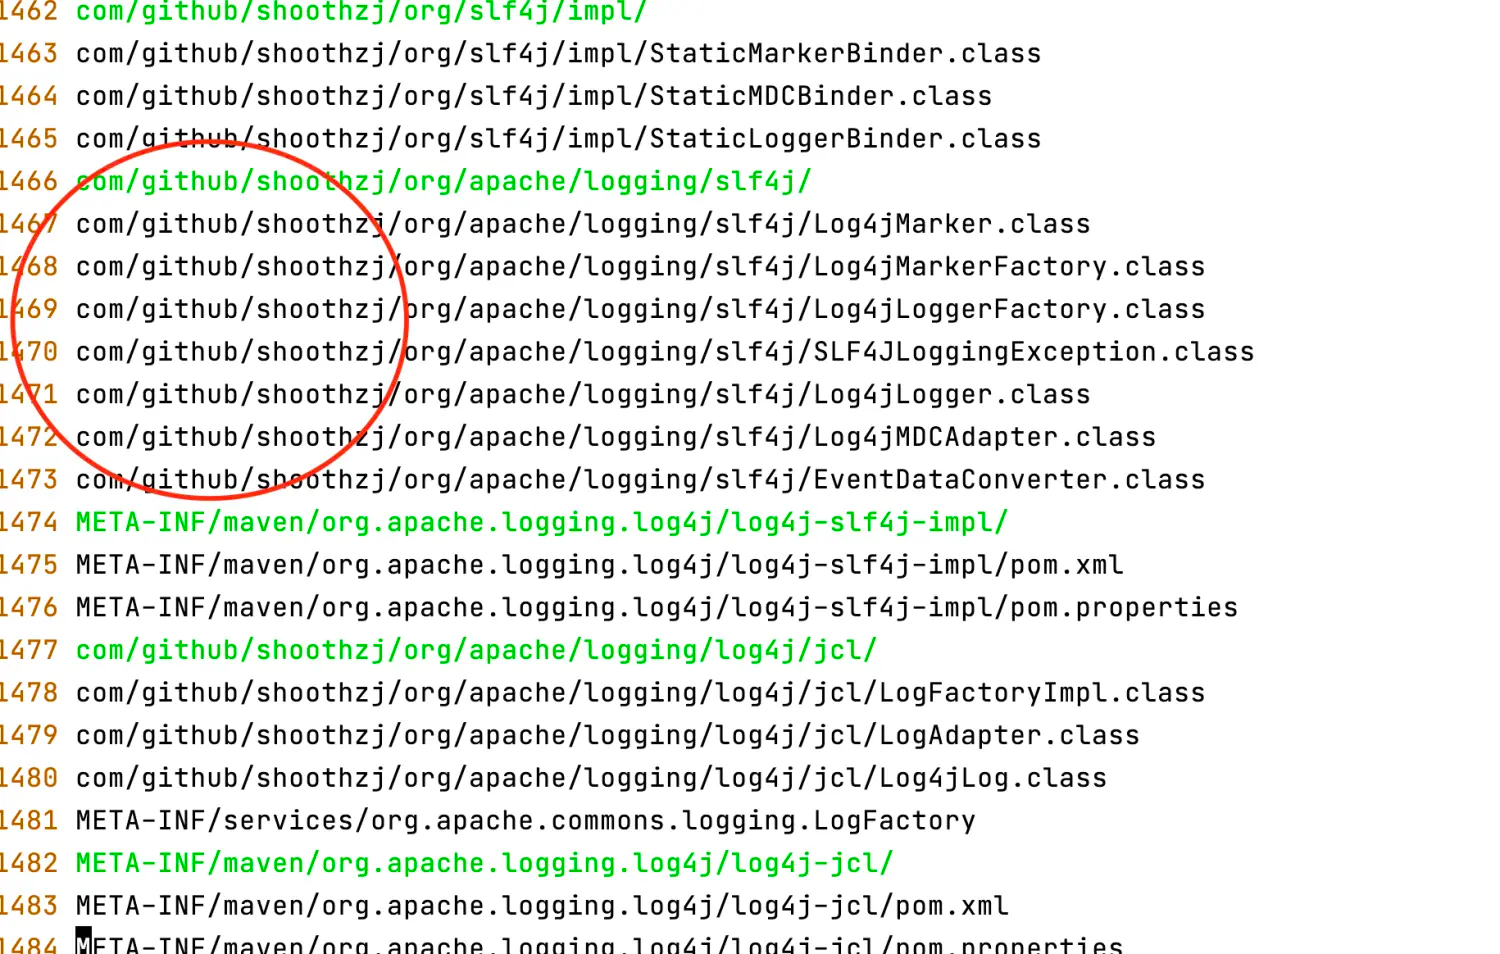 1462 com/github/shoothzj/org/slf4j/impl/
1463 com/github/shoothzj/org/slf4j/impl/StaticMarkerBinder.class
1464 com/github/shoothzj/org/slf4j/impl/StaticMDCBinder.class
1465 com/github/shoothzj/org/slf4j/impl/StaticLoggerBinder.class
1466 com/github/shoothzj/org/apache/logging/slf4j/
1467 com/github/shoothzj/org/apache/logging/slf4j/Log4jMarker.class
1468 com/github/shoothzj/org/apache/logging/slf4j/Log4jMarkerFactory.class
1469 com/github/shoothzj/org/apache/logging/slf4j/Log4jLoggerFactory.class
1470 com/github/shoothzj/org/apache/logging/slf4j/SLF4JLoggingException.class
1471 com/github/shoothzj/org/apache/logging/slf4j/Log4jLogger.class
1472 com/github/shoothzj/org/apache/logging/slf4j/Log4jMDCAdapter.class
1473 com/github/shoothzj/org/apache/logging/slf4j/EventDataConverter.class
1474 META-INF/maven/org.apache.logging.log4j/log4j-slf4j-impl/
1475 META-INF/maven/org.apache.logging.log4j/log4j-slf4j-impl/pom.xml
1476 META-INF/maven/org.apache.logging.log4j/log4j-slf4j-impl/pom.properties
1477 com/github/shoothzj/org/apache/logging/log4j/jcl/
1478 com/github/shoothzj/org/apache/logging/log4j/jcl/LogFactoryImpl.class
1479 com/github/shoothzj/org/apache/logging/log4j/jcl/LogAdapter.class
1480 com/github/shoothzj/org/apache/logging/log4j/jcl/Log4jLog.class
1481 META-INF/services/org.apache.commons.logging.LogFactory
1482 META-INF/maven/org.apache.logging.log4j/log4j-jcl/
1483 META-INF/maven/org.apache.logging.log4j/log4j-jcl/pom.xml
1484 META-INF/maven/org.apache.logging.log4j/log4j-jcl/pom.properties